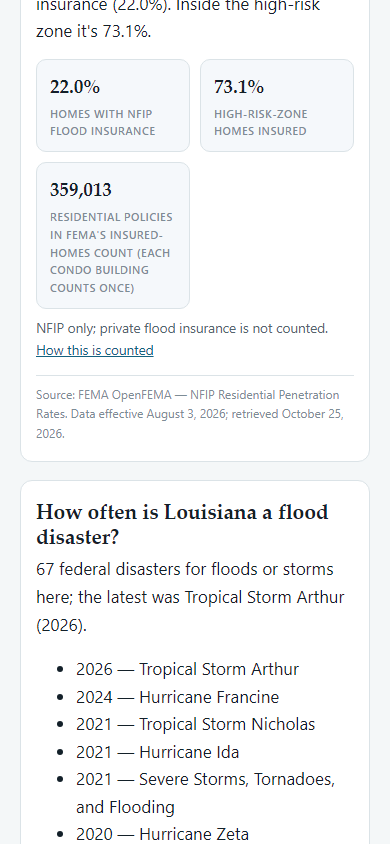 insurance (22.0%). Inside the high-risk
zone it's 73.1%.
22.0%
HOMES WITH NFIP
FLOOD INSURANCE
73.1%
HIGH-RISK-ZONE
HOMES INSURED
359,013
RESIDENTIAL POLICIES
IN FEMA'S INSURED-
HOMES COUNT (EACH
CONDO BUILDING
COUNTS ONCE)
NFIP only; private flood insurance is not counted.
How this is counted
Source: FEMA OpenFEMA — NFIP Residential Penetration
Rates. Data effective August 3, 2026; retrieved October 25,
2026.
How often is Louisiana a flood
disaster?
67 federal disasters for floods or storms
here; the latest was Tropical Storm Arthur
(2026).
• 2026 — Tropical Storm Arthur
• 2024 — Hurricane Francine
• 2021 — Tropical Storm Nicholas
• 2021 — Hurricane Ida
• 2021 — Severe Storms, Tornadoes,
and Flooding
• 2020 — Hurricane Zeta